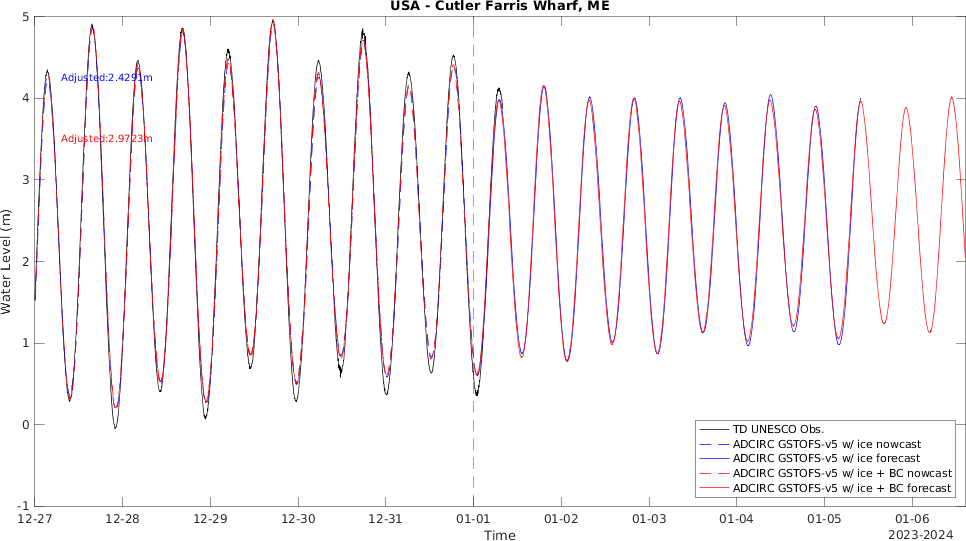 USA - Cutler Farris Wharf, ME
5
4
3
2
1
0
-1
Water Level (m)
Adjusted:2.4291m
Adjusted:2.9723m
TD UNESCO Obs.
ADCIRC GSTOFS-v5 w/ ice nowcast
ADCIRC GSTOFS-v5 w/ ice forecast
ADCIRC GSTOFS-v5 w/ ice + BC nowcast
ADCIRC GSTOFS-v5 w/ ice + BC forecast
12-27 12-28 12-29 12-30 12-31 01-01 01-02 01-03 01-04 01-05 01-06
Time
2023-2024